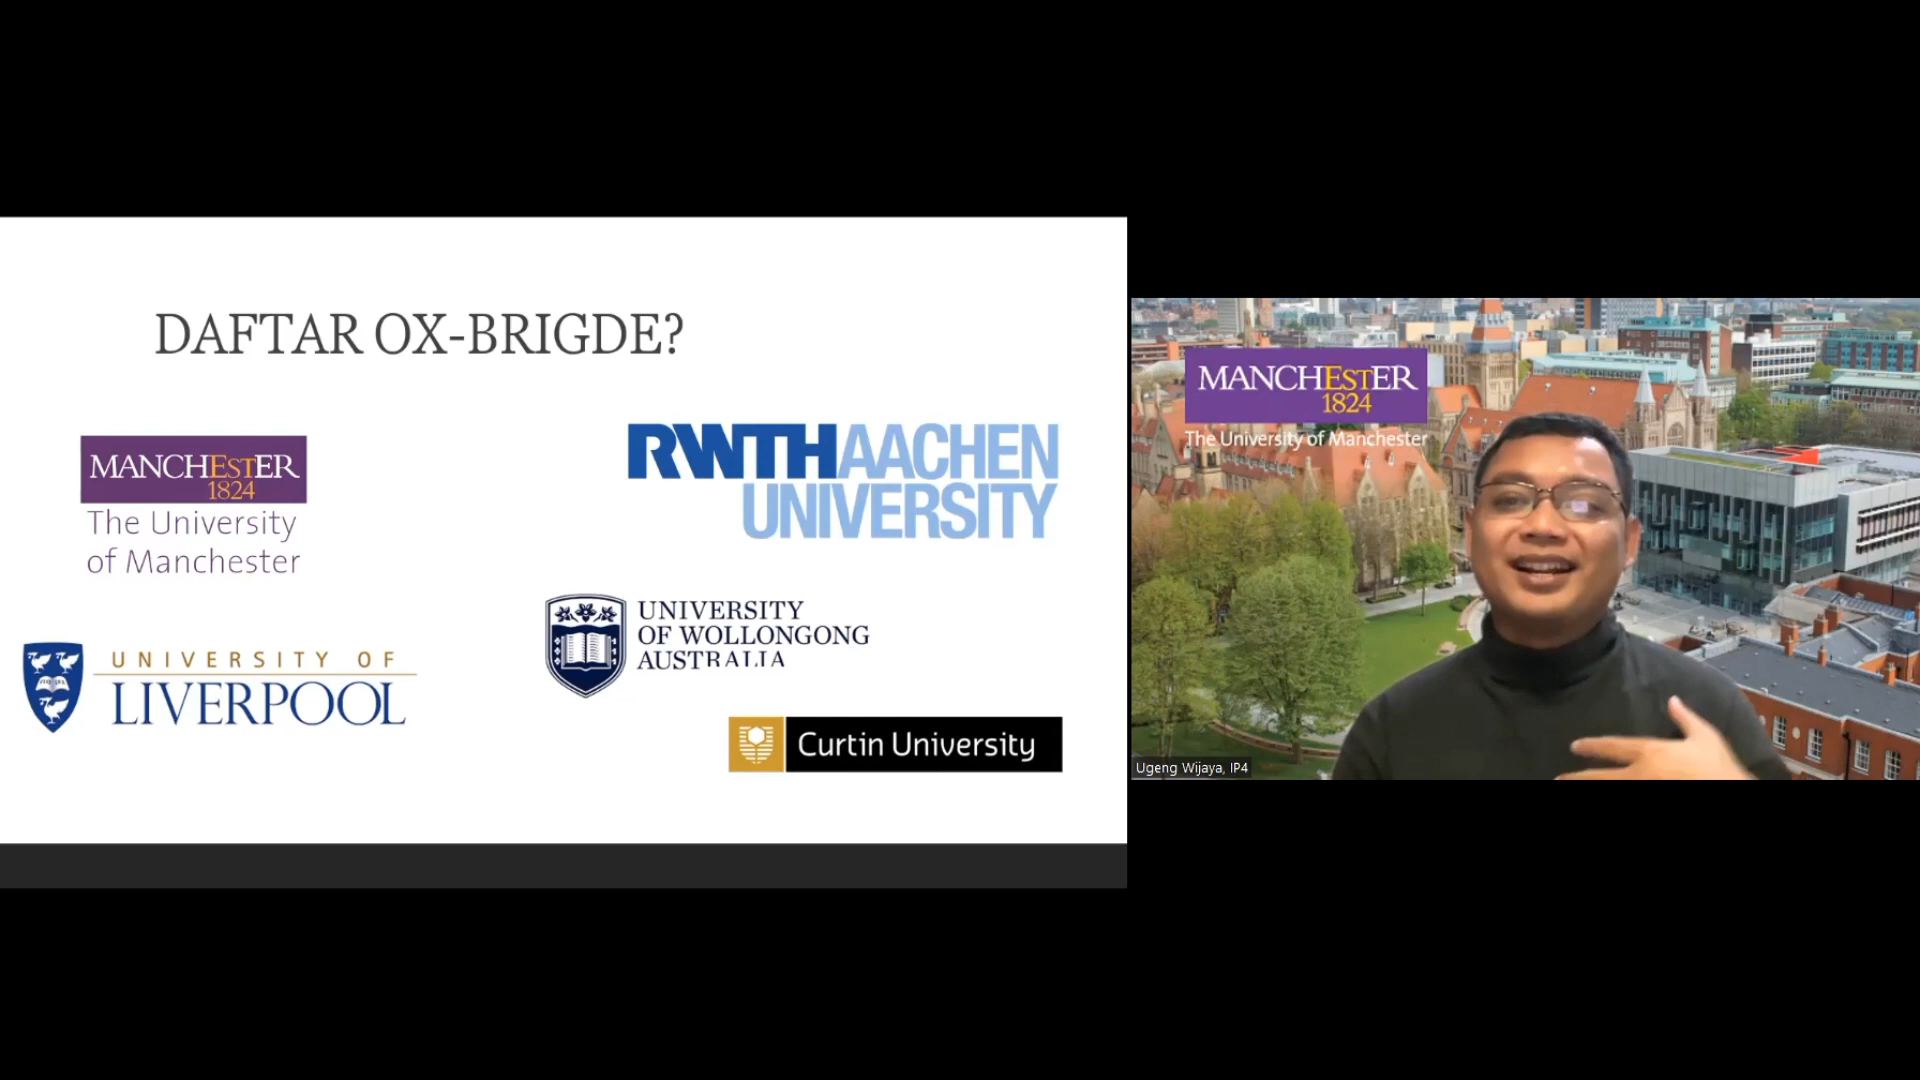 DAFTAR OX-BRIGDE?
MANCHEsTER
1824
The University
of Manchester
RWTHAACHEN
UNIVERSITY
UNIVERSITY
OF WOLLONGONG
AUSTRALIA
UNIVERSITY OF
LIVERPOOL
Curtin University
MANCHEsTER
1824
The University of Manchester
Ugeng Wijaya, IP4